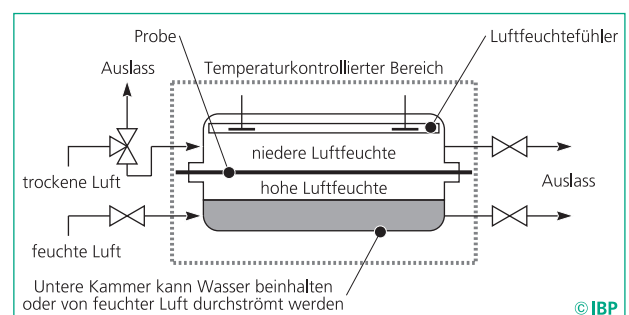 Probe
Luftfeuchtefühler
Auslass
Temperaturkontrollierter Bereich
niedere Luftfeuchte
trockene Luft
hohe Luftfeuchte
Auslass
feuchte Luft
Untere Kammer kann Wasser beinhalten
oder von feuchter Luft durchströmt werden
© IBP